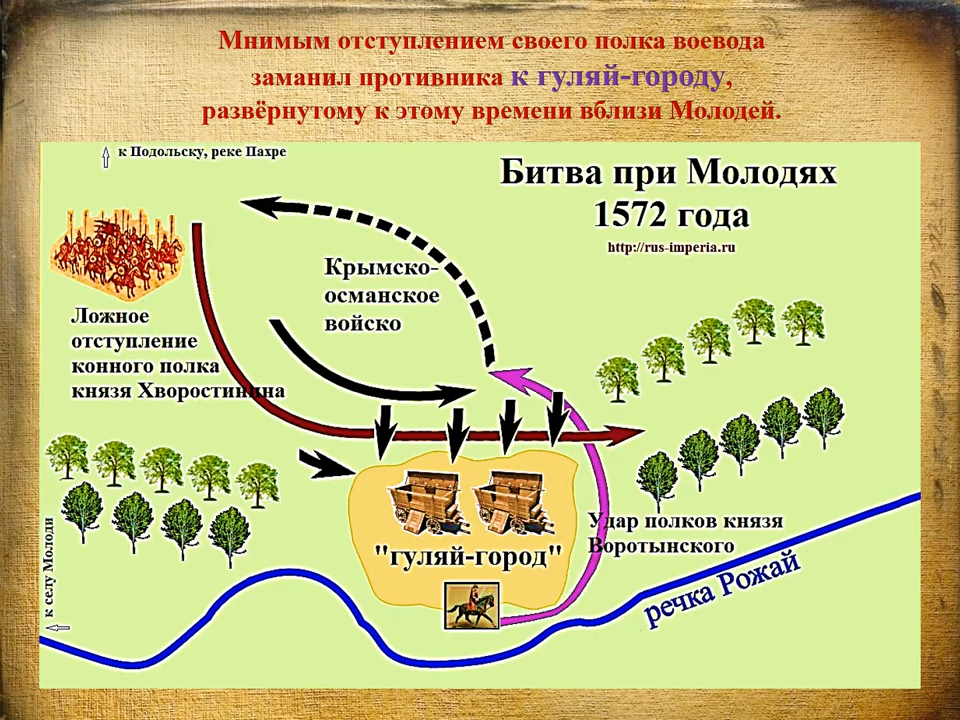 Мнимым отступлением своего полка воевода
заманил противника к гуляй-городу,
развёрнутому к этому времени вблизи Молодей.
к Подольску, реке Пахре
Битва при Молодях
1572 года
http://rus-imperia.ru
Крымско-
османское
войско
Ложное
отступление
конного полка
князя Хворостинина
Удар полков князя
Воротынского
"гуляй-город"
речка Рожай
к селу Молоди